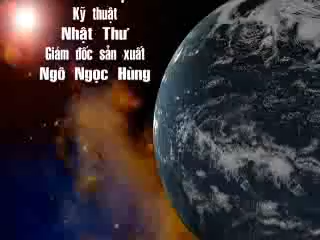 Kỹ thuật
Nhật Thư
Giám đốc sản xuất
Ngô Ngọc Hùng